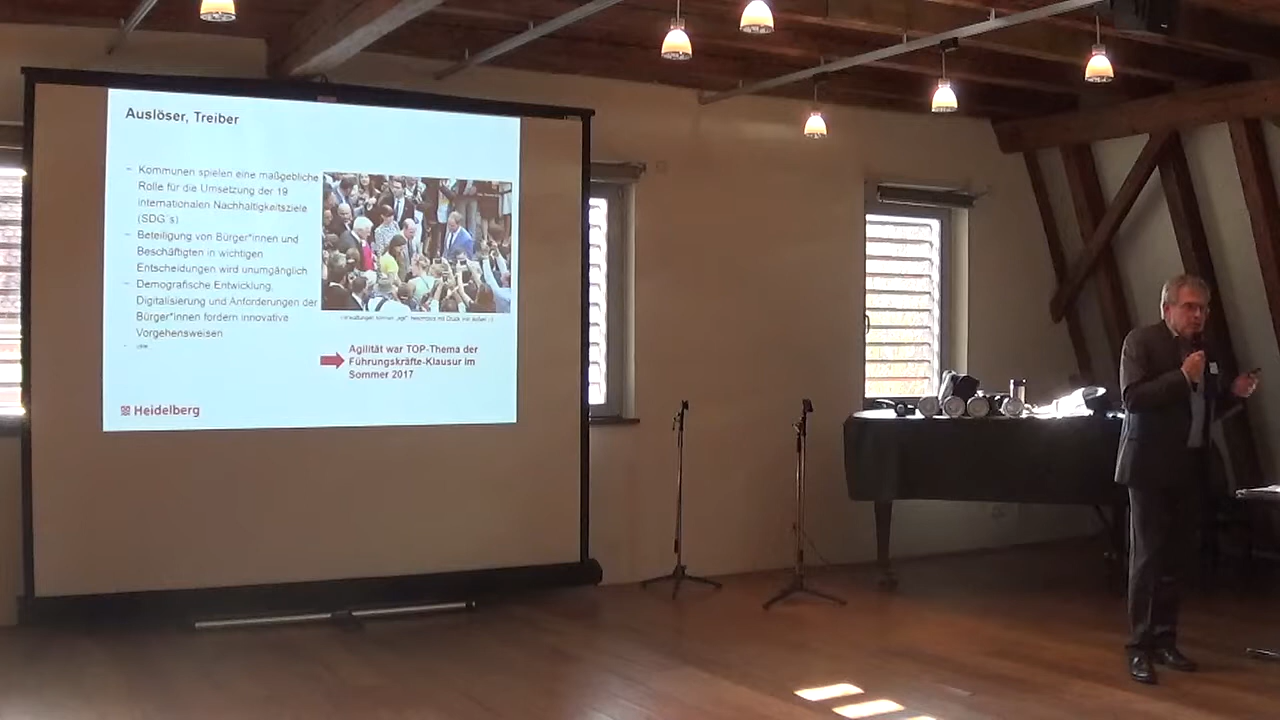 Auslöser, Treiber
– Kommunen spielen eine maßgebliche
Rolle für die Umsetzung der 19
internationalen Nachhaltigkeitsziele
(SDG´s)
– Beteiligung von Bürger*innen und
Beschäftigten in wichtigen
Entscheidungen wird unumgänglich
– Demografische Entwicklung,
Digitalisierung und Anforderungen der
Bürger*innen fordern innovative
Vorgehensweisen
Agilität war TOP-Thema der
Führungskräfte-Klausur im
Sommer 2017
Heidelberg